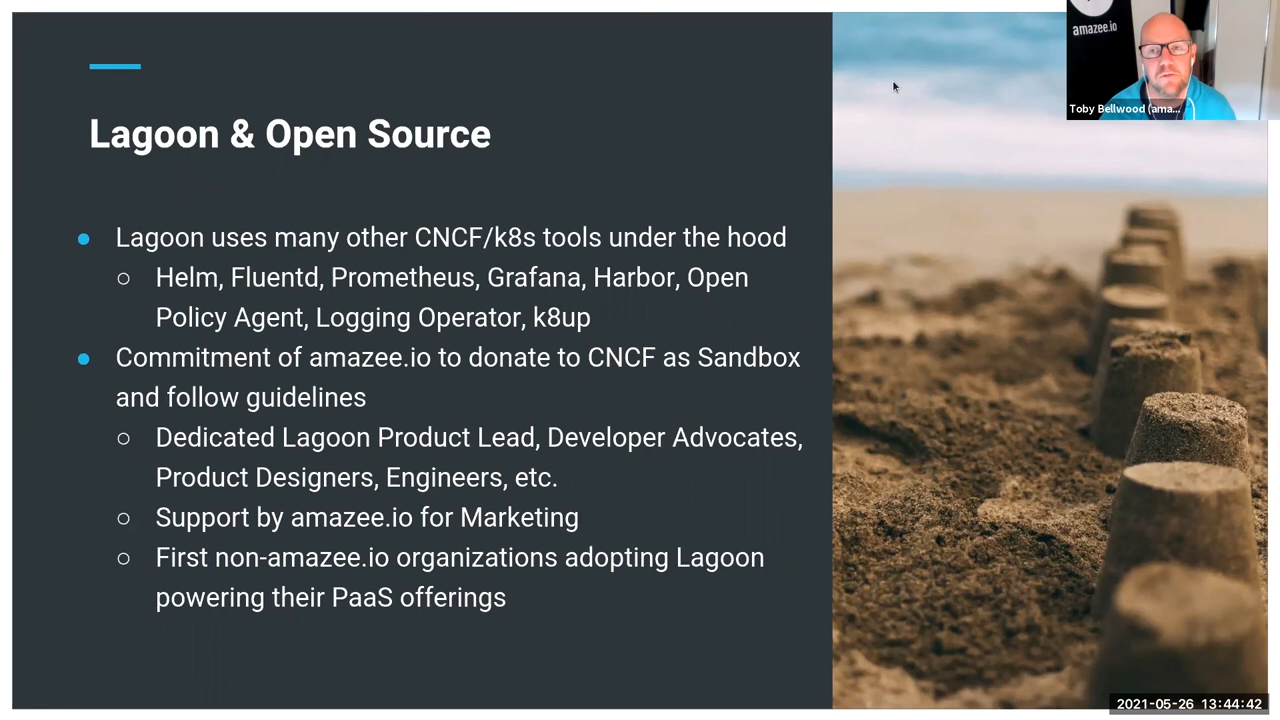 amazee.io
Toby Bellwood (ama...
Lagoon & Open Source
● Lagoon uses many other CNCF/k8s tools under the hood
○ Helm, Fluentd, Prometheus, Grafana, Harbor, Open
Policy Agent, Logging Operator, k8up
● Commitment of amazee.io to donate to CNCF as Sandbox
and follow guidelines
○ Dedicated Lagoon Product Lead, Developer Advocates,
Product Designers, Engineers, etc.
○ Support by amazee.io for Marketing
○ First non-amazee.io organizations adopting Lagoon
powering their PaaS offerings
2021-05-26 13:44:42